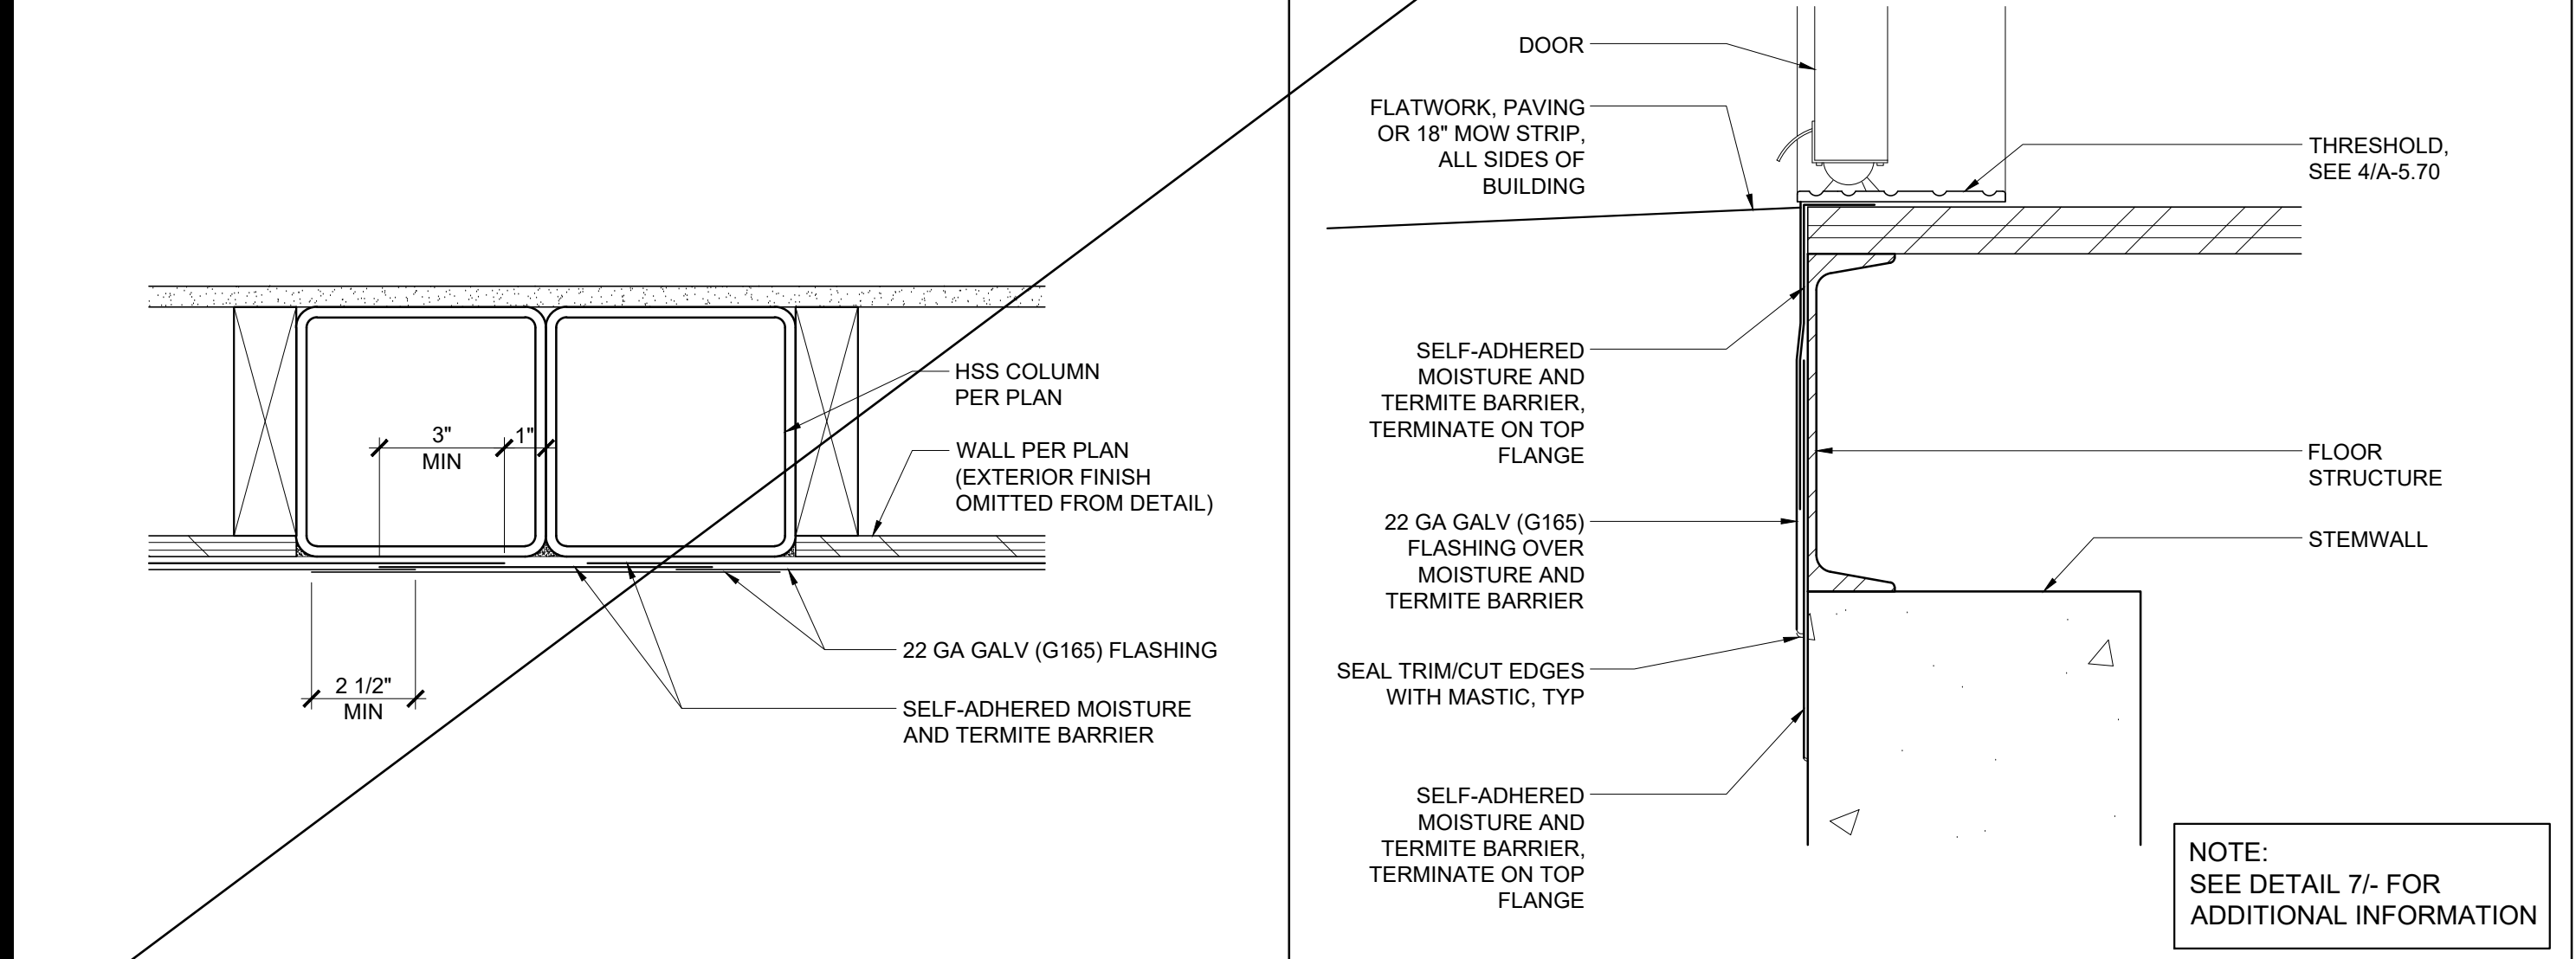 3"
MIN
1"
HSS COLUMN
PER PLAN
WALL PER PLAN
(EXTERIOR FINISH
OMITTED FROM DETAIL)
22 GA GALV (G165) FLASHING
2 1/2"
MIN
SELF-ADHERED MOISTURE
AND TERMITE BARRIER
DOOR
FLATWORK, PAVING
OR 18" MOW STRIP,
ALL SIDES OF
BUILDING
SELF-ADHERED
MOISTURE AND
TERMITE BARRIER,
TERMINATE ON TOP
FLANGE
22 GA GALV (G165)
FLASHING OVER
MOISTURE AND
TERMITE BARRIER
SEAL TRIM/CUT EDGES
WITH MASTIC, TYP
SELF-ADHERED
MOISTURE AND
TERMITE BARRIER,
TERMINATE ON TOP
FLANGE
THRESHOLD,
SEE 4/A-5.70
FLOOR
STRUCTURE
STEMWALL
NOTE:
SEE DETAIL 7/- FOR
ADDITIONAL INFORMATION